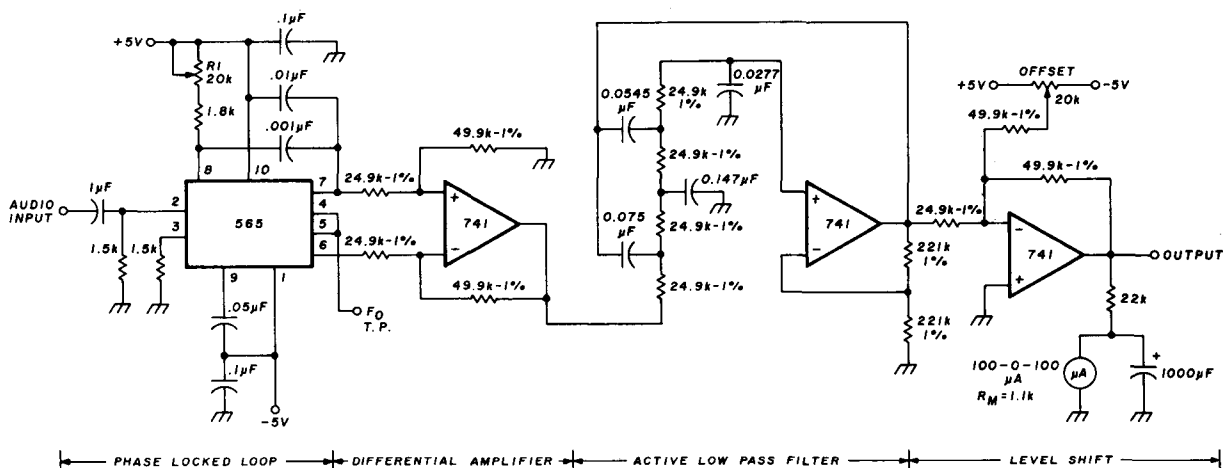 .1µF
+5V
R1
20k
.01µF
1.8k
.001µF
8
10
1µF
AUDIO
INPUT
2
3
565
7
4
5
6
1.5k
1.5k
9
1
.05µF
.1µF
-5V
FO
T.P.
49.9k-1%
24.9k-1%
+
741
-
24.9k-1%
49.9k-1%
0.0545
µF
24.9k
1%
0.0277
µF
24.9k-1%
0.147µF
0.075
µF
24.9k-1%
24.9k-1%
+
741
-
221k
1%
221k
1%
24.9k-1%
OFFSET
+5V
-5V
20k
49.9k-1%
49.9k-1%
-
741
+
OUTPUT
22k
100-0-100
µA
RM=1.1k
µA
+
1000µF
PHASE LOCKED LOOP
DIFFERENTIAL AMPLIFIER
ACTIVE LOW PASS FILTER
LEVEL SHIFT